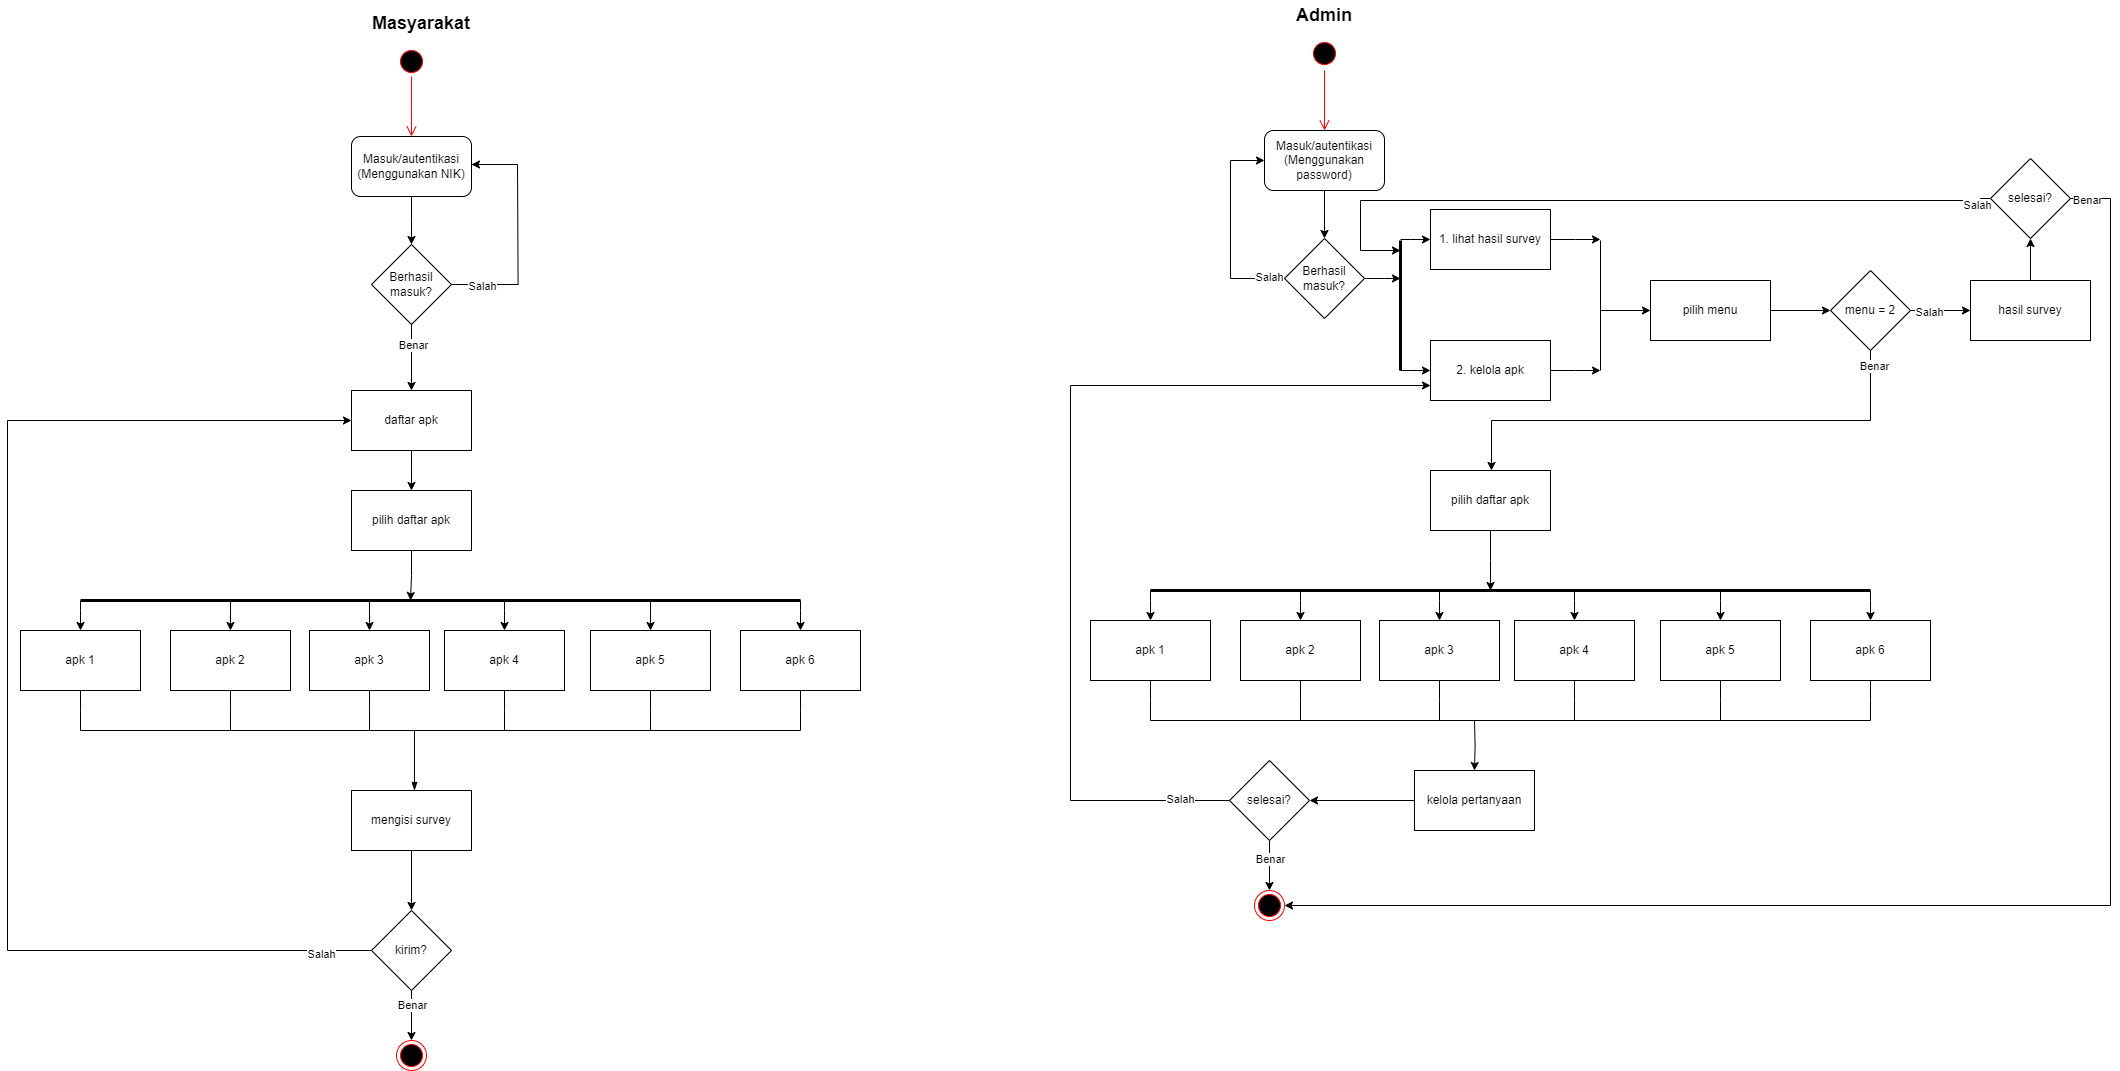 Masyarakat
Masuk/autentikasi
(Menggunakan NIK)
Berhasil
masuk?
Salah
Benar
daftar apk
pilih daftar apk
apk 1
apk 2
apk 3
apk 4
apk 5
apk 6
mengisi survey
kirim?
Salah
Benar
Admin
Masuk/autentikasi
(Menggunakan
password)
Berhasil
masuk?
Salah
1. lihat hasil survey
2. kelola apk
pilih menu
menu = 2
Salah
Benar
hasil survey
selesai?
Salah
Benar
pilih daftar apk
apk 1
apk 2
apk 3
apk 4
apk 5
apk 6
kelola pertanyaan
selesai?
Salah
Benar